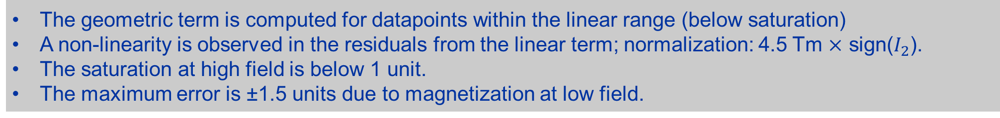 • The geometric term is computed for datapoints within the linear range (below saturation)
• A non-linearity is observed in the residuals from the linear term; normalization: 4.5 Tm × sign(𝐼₂).
• The saturation at high field is below 1 unit.
• The maximum error is ±1.5 units due to magnetization at low field.